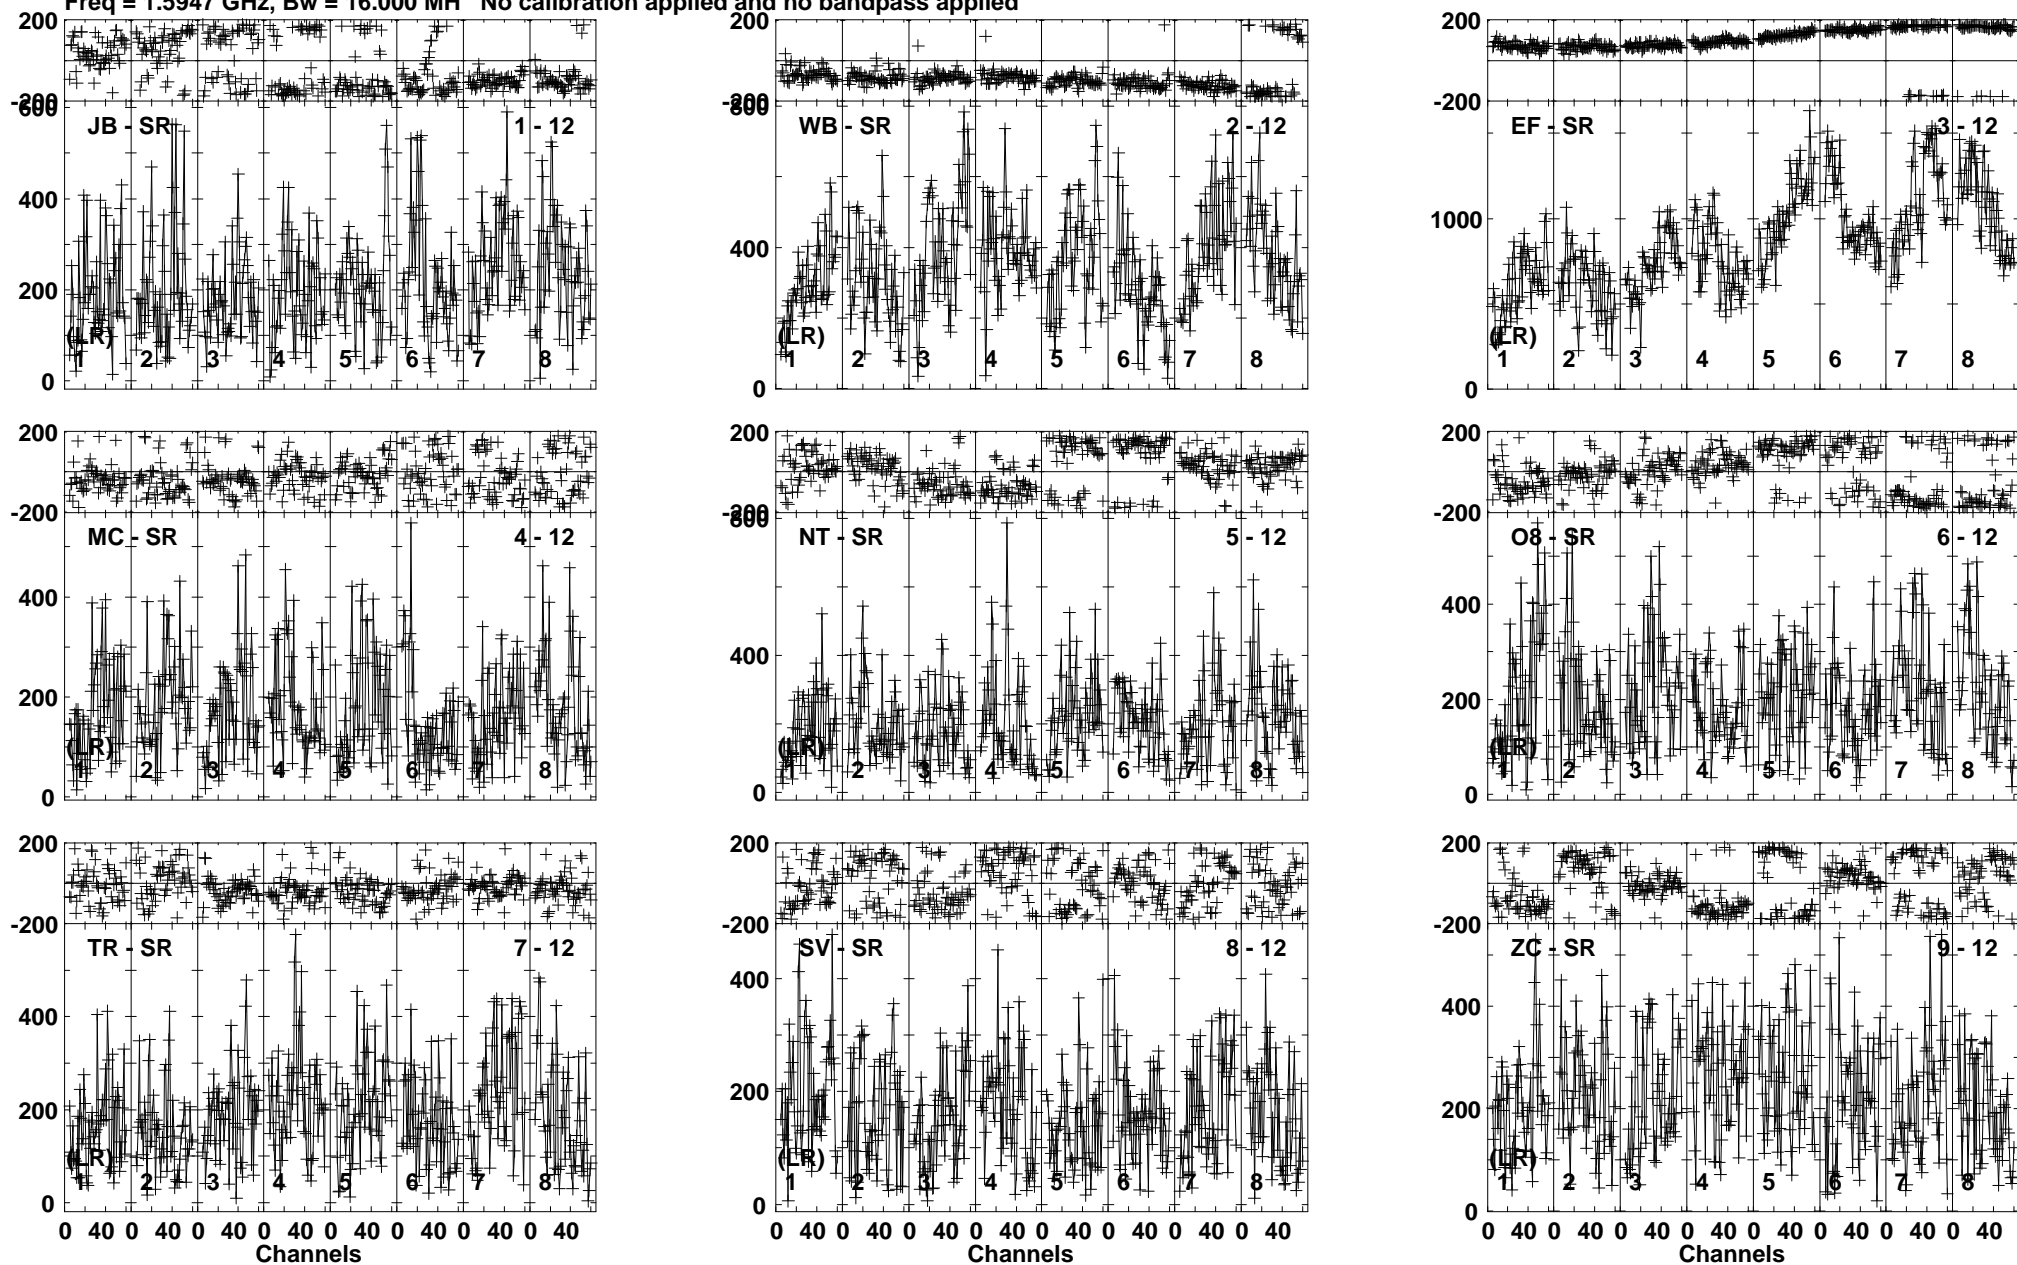 Freq = 1.5947 GHz, Bw = 16.000 MH No calibration applied and no bandpass applied
200 200 200
-200 -200 -200
600 800
JB - SR 1 - 12 WB - SR 2 - 12 EF - SR 3 - 12
400 400 1000
200
(LR) (LR) (LR)
1 2 3 4 5 6 7 8 1 2 3 4 5 6 7 8 1 2 3 4 5 6 7 8
0 0 0
200 200 200
-200 -200 -200
800
MC - SR 4 - 12 NT - SR 5 - 12 O8 - SR 6 - 12
400 400 400
200 200
(LR) (LR) (LR)
1 2 3 4 5 6 7 8 1 2 3 4 5 6 7 8 1 2 3 4 5 6 7 8
0 0 0
200 200 200
-200 -200 -200
TR - SR 7 - 12 SV - SR 8 - 12 ZC - SR 9 - 12
400 400 400
200 200 200
(LR) (LR) (LR)
1 2 3 4 5 6 7 8 1 2 3 4 5 6 7 8 1 2 3 4 5 6 7 8
0 0 0
0 40 0 40 0 40 0 40 0 40 0 40 0 40 0 40 0 40 0 40 0 40 0 40 0 40 0 40 0 40 0 40 0 40 0 40 0 40 0 40 0 40 0 40 0 40 0 40
Channels Channels Channels